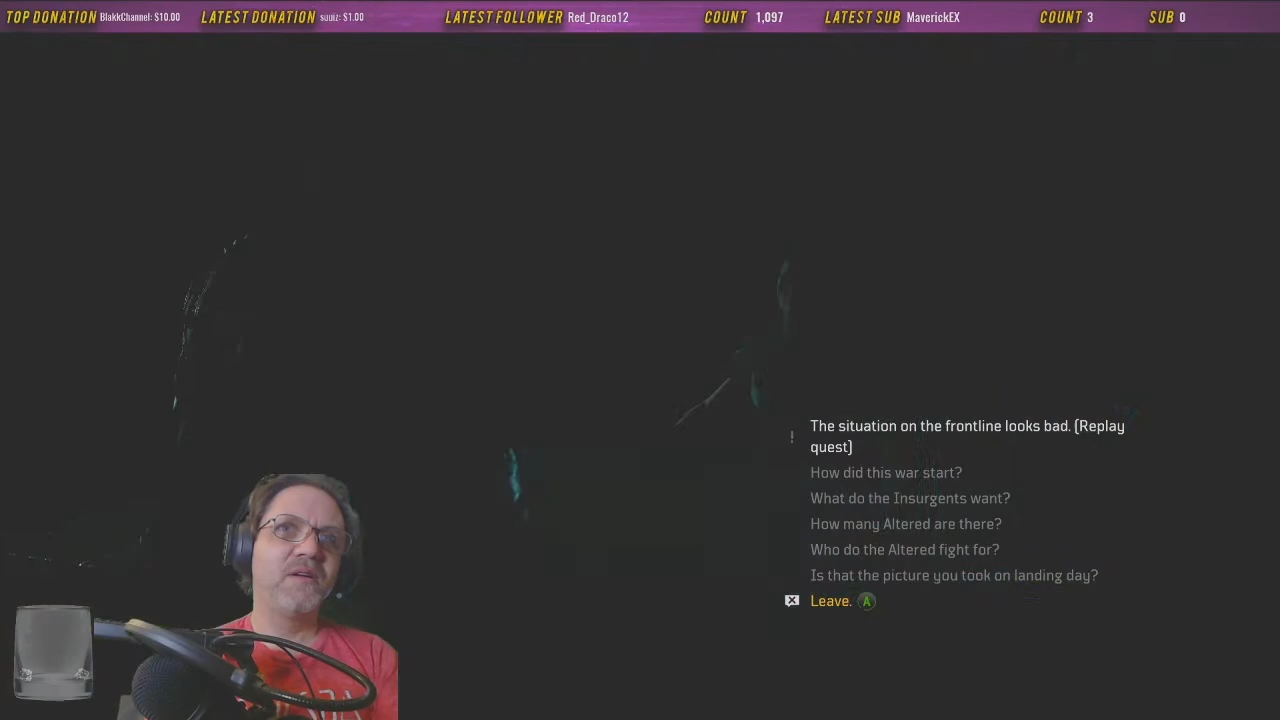 TOP DONATION BlakkChannel: $10.00 LATEST DONATION suuiz: $1.00 LATEST FOLLOWER Red_Draco12 COUNT 1,097 LATEST SUB MaverickEX COUNT 3 SUB 0
The situation on the frontline looks bad. (Replay
quest)
How did this war start?
What do the Insurgents want?
How many Altered are there?
Who do the Altered fight for?
Is that the picture you took on landing day?
Leave. A